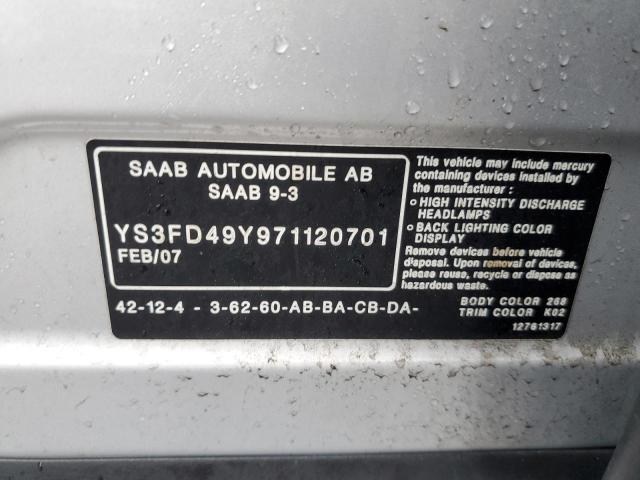 SAAB AUTOMOBILE AB
SAAB 9-3
YS3FD49Y971120701
FEB/07
42-12-4 - 3-62-60-AB-BA-CB-DA-
This vehicle may include mercury
containing devices installed by
the manufacturer :
○ HIGH INTENSITY DISCHARGE
HEADLAMPS
○ BACK LIGHTING COLOR
DISPLAY
Remove devices before vehicle
disposal. Upon removal of devices,
please reuse, recycle or dispose as
hazardous waste.
BODY COLOR 268
TRIM COLOR K02
12761317